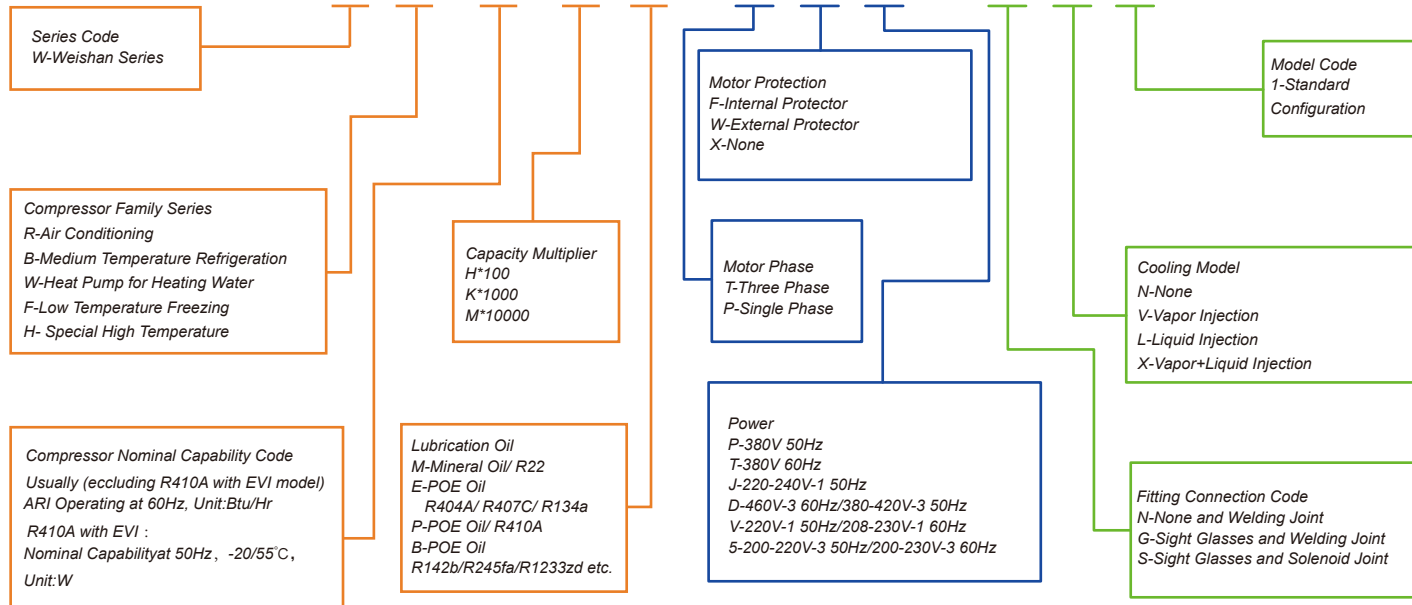 Series Code
W-Weishan Series
Compressor Family Series
R-Air Conditioning
B-Medium Temperature Refrigeration
W-Heat Pump for Heating Water
F-Low Temperature Freezing
H- Special High Temperature
Compressor Nominal Capability Code
Usually (eccluding R410A with EVI model)
ARI Operating at 60Hz, Unit:Btu/Hr
R410A with EVI :
Nominal Capabilityat 50Hz, -20/55℃,
Unit:W
Capacity Multiplier
H*100
K*1000
M*10000
Lubrication Oil
M-Mineral Oil/ R22
E-POE Oil
R404A/ R407C/ R134a
P-POE Oil/ R410A
B-POE Oil
R142b/R245fa/R1233zd etc.
Motor Protection
F-Internal Protector
W-External Protector
X-None
Motor Phase
T-Three Phase
P-Single Phase
Power
P-380V 50Hz
T-380V 60Hz
J-220-240V-1 50Hz
D-460V-3 60Hz/380-420V-3 50Hz
V-220V-1 50Hz/208-230V-1 60Hz
5-200-220V-3 50Hz/200-230V-3 60Hz
Model Code
1-Standard
Configuration
Cooling Model
N-None
V-Vapor Injection
L-Liquid Injection
X-Vapor+Liquid Injection
Fitting Connection Code
N-None and Welding Joint
G-Sight Glasses and Welding Joint
S-Sight Glasses and Solenoid Joint